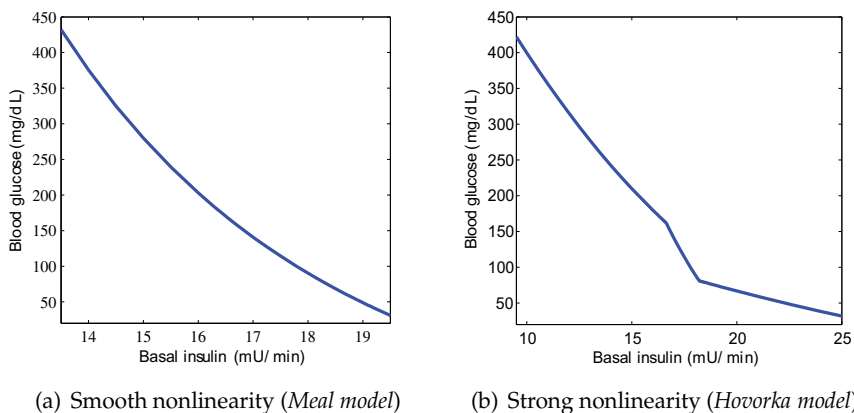 450
400
350
300
250
200
150
100
50
Blood glucose (mg/d L)
14 15 16 17 18 19
Basal insulin (mU/ min)
(a) Smooth nonlinearity (Meal model)
450
400
350
300
250
200
150
100
50
Blood glucose (mg/d L)
10 15 20 25
Basal insulin (mU/ min)
(b) Strong nonlinearity (Hovorka model)